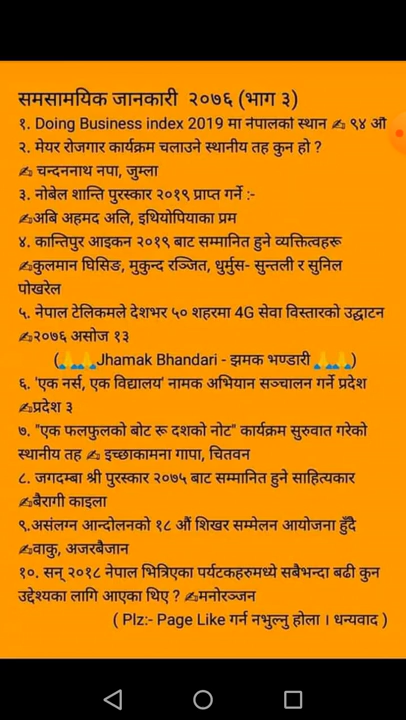 समसामयिक जानकारी २०७६ (भाग ३)
१. Doing Business index 2019 मा नेपालको स्थान ✍ ९४ औं
२. मेयर रोजगार कार्यक्रम चलाउने स्थानीय तह कुन हो ?
✍ चन्दननाथ नपा, जुम्ला
३. नोबेल शान्ति पुरस्कार २०१९ प्राप्त गर्ने :-
✍अबि अहमद अलि, इथियोपियाका प्रम
४. कान्तिपुर आइकन २०१९ बाट सम्मानित हुने व्यक्तित्वहरू
✍कुलमान घिसिङ, मुकुन्द रञ्जित, धुर्मुस- सुन्तली र सुनिल
पोखरेल
५. नेपाल टेलिकमले देशभर ५० शहरमा 4G सेवा विस्तारको उद्घाटन
✍२०७६ असोज १३
(🙏🙏Jhamak Bhandari - झमक भण्डारी 🙏🙏)
६. 'एक नर्स, एक विद्यालय' नामक अभियान सञ्चालन गर्ने प्रदेश
✍प्रदेश ३
७. "एक फलफुलको बोट रू दशको नोट" कार्यक्रम सुरुवात गरेको
स्थानीय तह ✍ इच्छाकामना गापा, चितवन
८. जगदम्बा श्री पुरस्कार २०७५ बाट सम्मानित हुने साहित्यकार
✍बैरागी काइला
९.असंलग्न आन्दोलनको १८ औं शिखर सम्मेलन आयोजना हुँदै
✍वाकु, अजरबैजान
१०. सन् २०१८ नेपाल भित्रिएका पर्यटकहरुमध्ये सबैभन्दा बढी कुन
उद्देश्यका लागि आएका थिए ? ✍मनोरञ्जन
( Plz:- Page Like गर्न नभुल्नु होला । धन्यवाद )